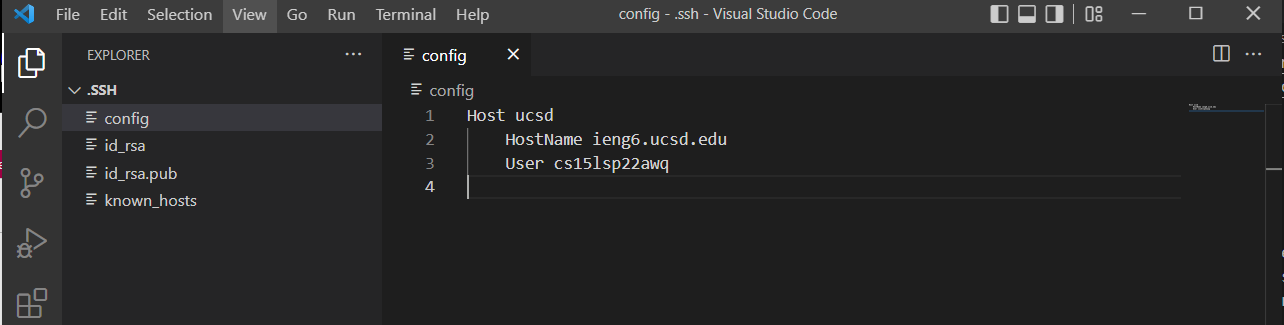 File Edit Selection View Go Run Terminal Help config - .ssh - Visual Studio Code
EXPLORER ···
config
.SSH
config
id_rsa
id_rsa.pub
known_hosts
config
1 Host ucsd
2 HostName ieng6.ucsd.edu
3 User cs15lsp22awq
4